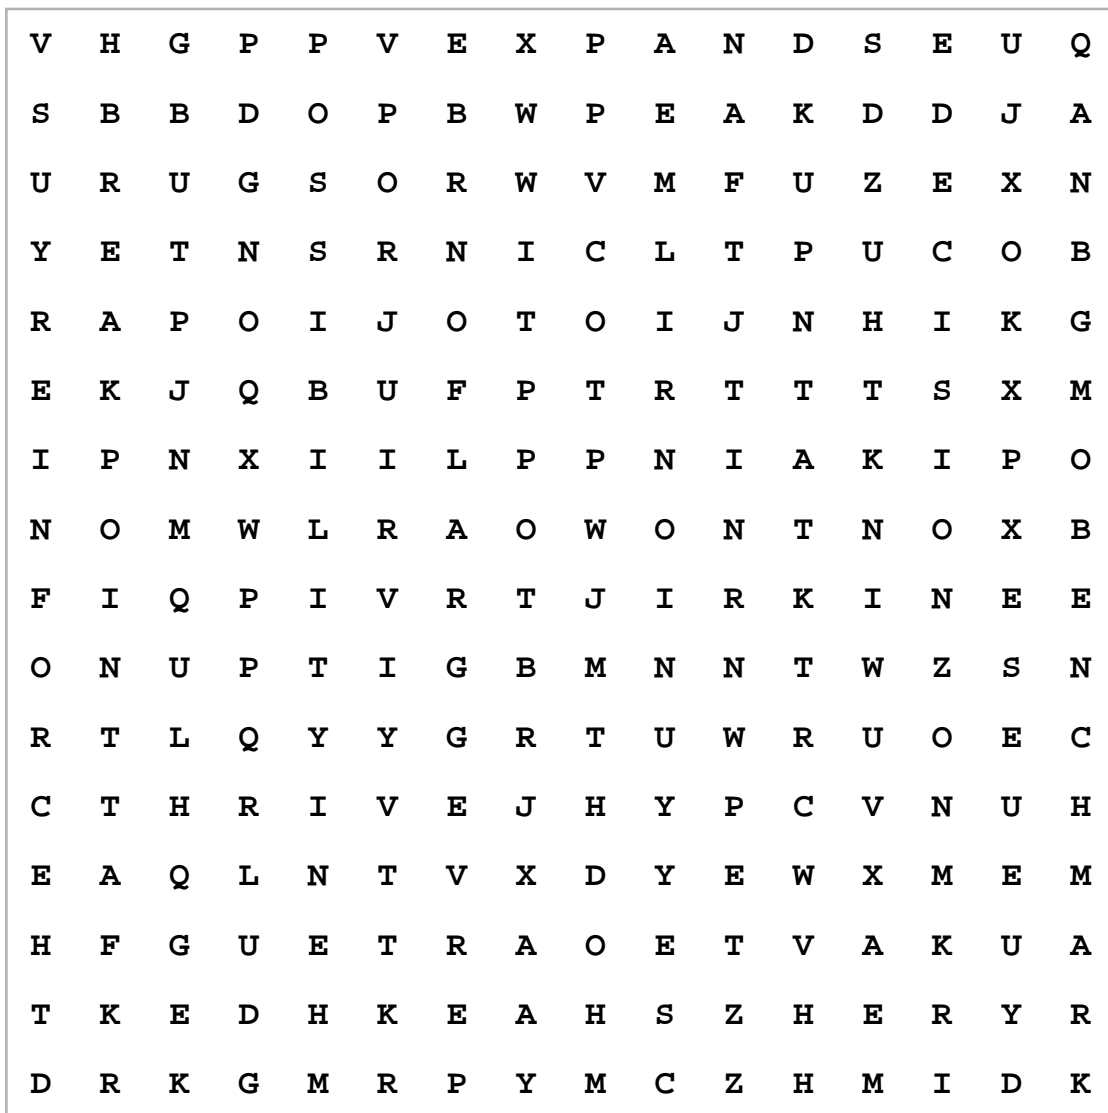 V H G P P V E X P A N D S E U Q
S B B D O P B W P E A K D D J A
U R U G S O R W V M F U Z E X N
Y E T N S R N I C L T P U C O B
R A P O I J O T O I J N H I K G
E K J Q B U F P T R T T T S X M
I P N X I I L P P N I A K I P O
N O M W L R A O W O N T N O X B
F I Q P I V R T J I R K I N E E
O N U P T I G B M N N T W Z S N
R T L Q Y Y G R T U W R U O E C
C T H R I V E J H Y P C V N U H
E A Q L N T V X D Y E W X M E M
H F G U E T R A O E T V A K U A
T K E D H K E A H S Z H E R Y R
D R K G M R P Y M C Z H M I D K